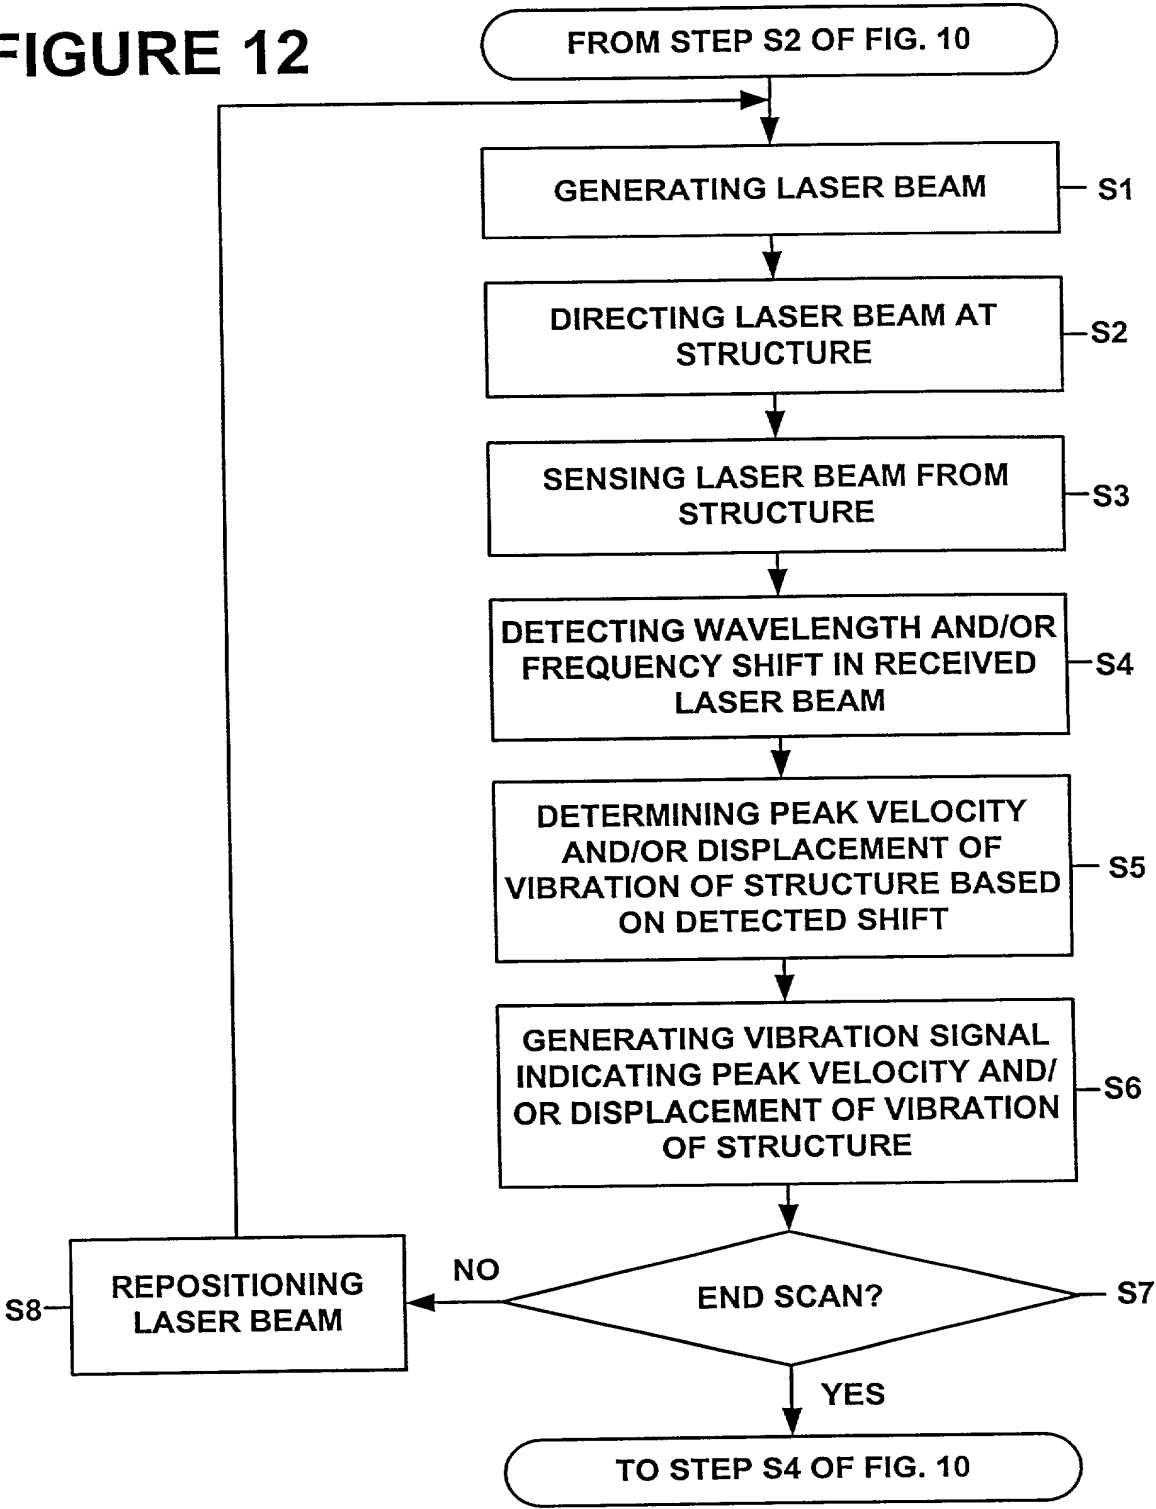 FIGURE 12
FROM STEP S2 OF FIG. 10
GENERATING LASER BEAM
S1
DIRECTING LASER BEAM AT
STRUCTURE
S2
SENSING LASER BEAM FROM
STRUCTURE
S3
DETECTING WAVELENGTH AND/OR
FREQUENCY SHIFT IN RECEIVED
LASER BEAM
S4
DETERMINING PEAK VELOCITY
AND/OR DISPLACEMENT OF
VIBRATION OF STRUCTURE BASED
ON DETECTED SHIFT
S5
GENERATING VIBRATION SIGNAL
INDICATING PEAK VELOCITY AND/
OR DISPLACEMENT OF VIBRATION
OF STRUCTURE
S6
END SCAN?
S7
NO
REPOSITIONING
LASER BEAM
S8
YES
TO STEP S4 OF FIG. 10